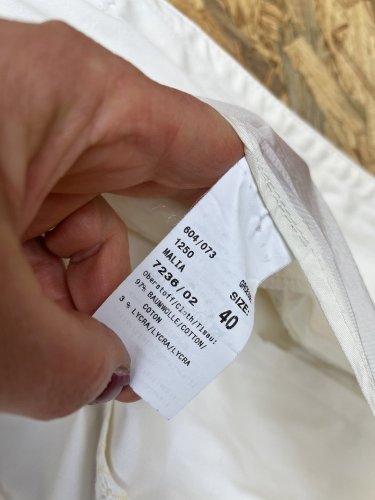 604/073
1250
MALIA
7236/02
SIZE:
40
Oberstoff/Cloth/Tissu:
97% BAUMWOLLE/COTTON/
COTON
3 % LYCRA/LYCRA/LYCRA